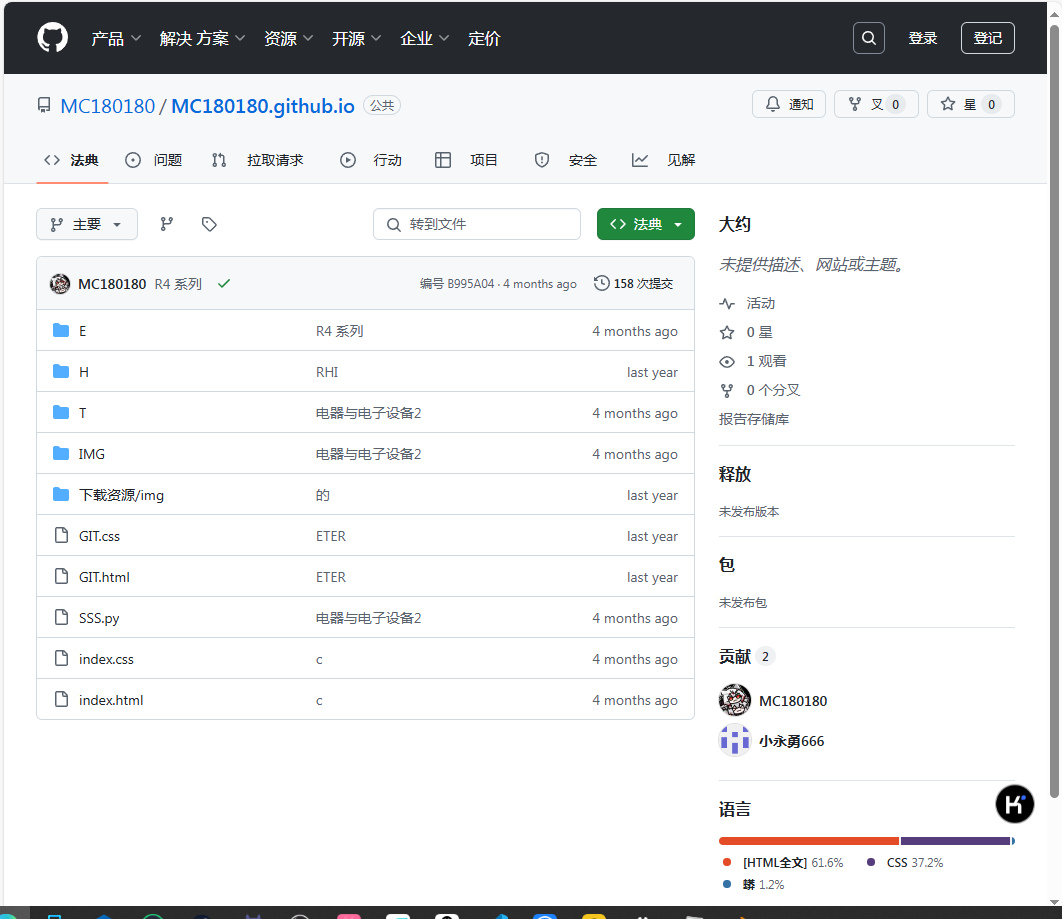 产品 解决 方案 资源 开源 企业 定价 登录 登记
MC180180 / MC180180.github.io 公共 通知 叉 0 星 0
法典 问题 拉取请求 行动 项目 安全 见解
主要 转到文件 法典
MC180180 R4 系列 编号 B995A04 · 4 months ago 158 次提交
E R4 系列 4 months ago
H RHI last year
T 电器与电子设备2 4 months ago
IMG 电器与电子设备2 4 months ago
下载资源/img 的 last year
GIT.css ETER last year
GIT.html ETER last year
SSS.py 电器与电子设备2 4 months ago
index.css c 4 months ago
index.html c 4 months ago
大约
未提供描述、网站或主题。
活动
0 星
1 观看
0 个分叉
报告存储库
释放
未发布版本
包
未发布包
贡献 2
MC180180
小永勇666
语言
[HTML全文] 61.6% CSS 37.2%
蟒 1.2%